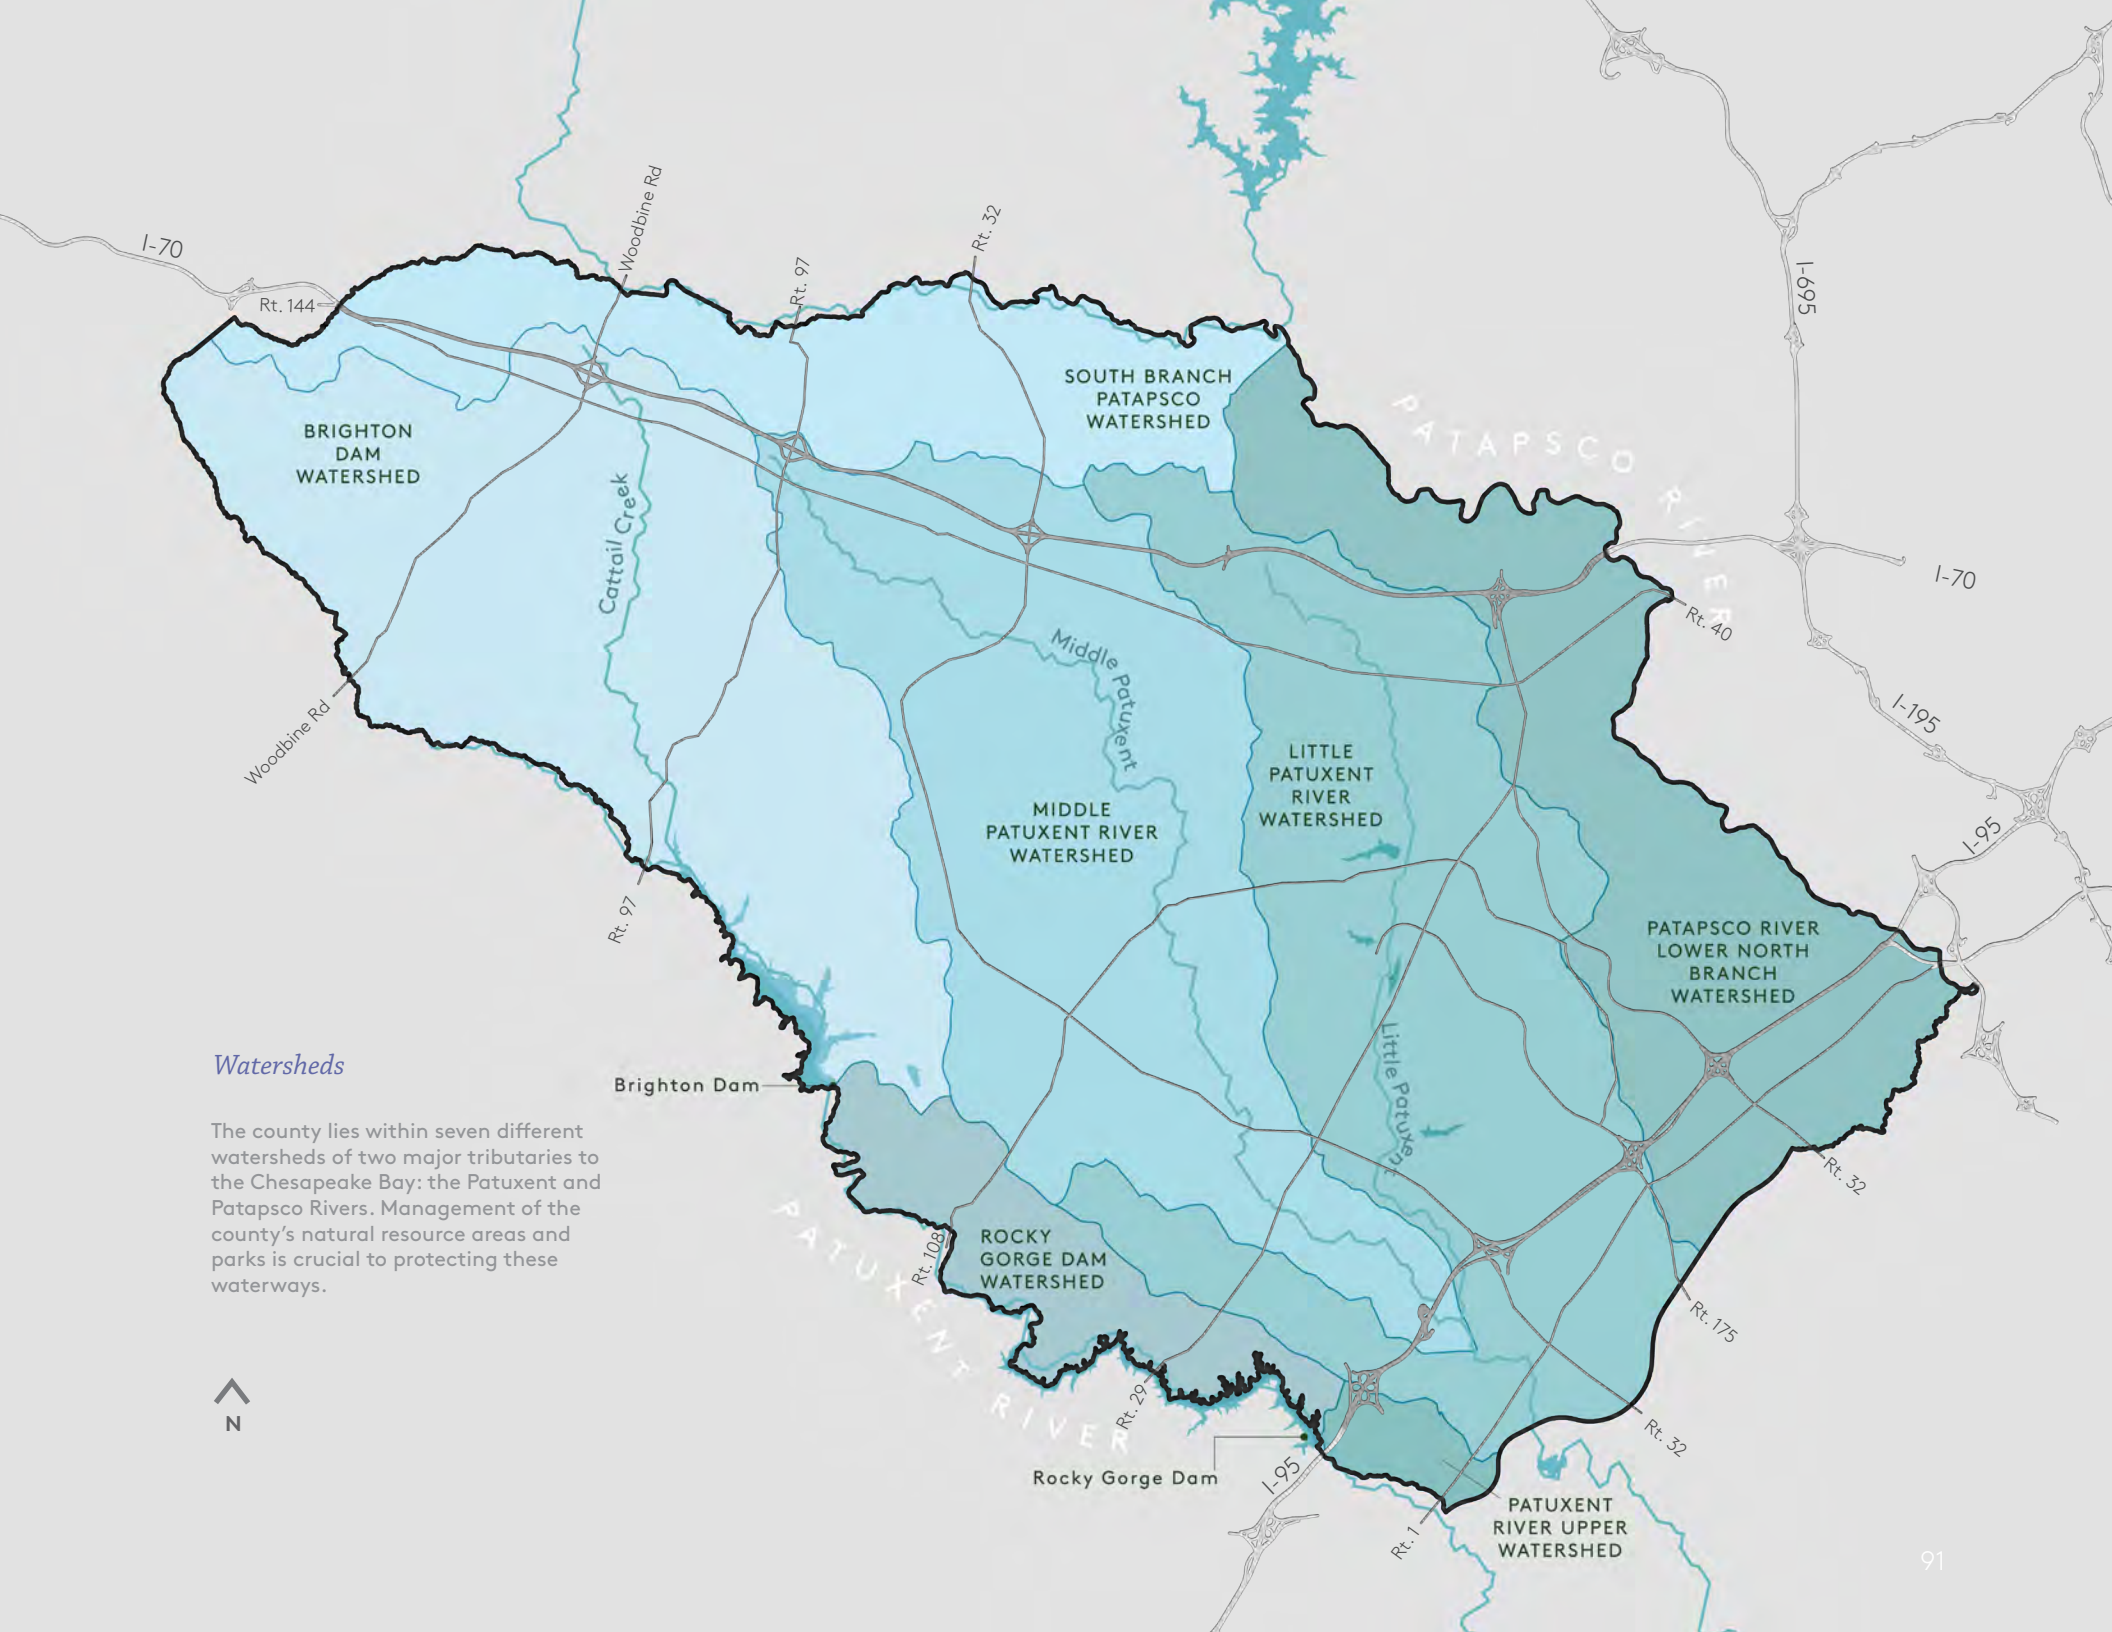 Woodbine Rd
Rt. 32
I-70
Rt. 97
Rt. 144
I-695
SOUTH BRANCH
PATAPSCO
WATERSHED
PATAPSCO RIVER
BRIGHTON
DAM
WATERSHED
Cattail Creek
I-70
Rt. 40
Middle Patuxent
Woodbine Rd
I-195
LITTLE
PATUXENT
RIVER
WATERSHED
MIDDLE
PATUXENT RIVER
WATERSHED
I-95
Rt. 97
PATAPSCO RIVER
LOWER NORTH
BRANCH
WATERSHED
Little Patuxent
Watersheds
Brighton Dam
The county lies within seven different
watersheds of two major tributaries to
the Chesapeake Bay: the Patuxent and
Patapsco Rivers. Management of the
county's natural resource areas and
parks is crucial to protecting these
waterways.
Rt. 32
PATUXENT RIVER
Rt. 108
ROCKY
GORGE DAM
WATERSHED
Rt. 175
Rt. 29
N
Rt. 32
Rocky Gorge Dam
I-95
Rt. 1
PATUXENT
RIVER UPPER
WATERSHED
91